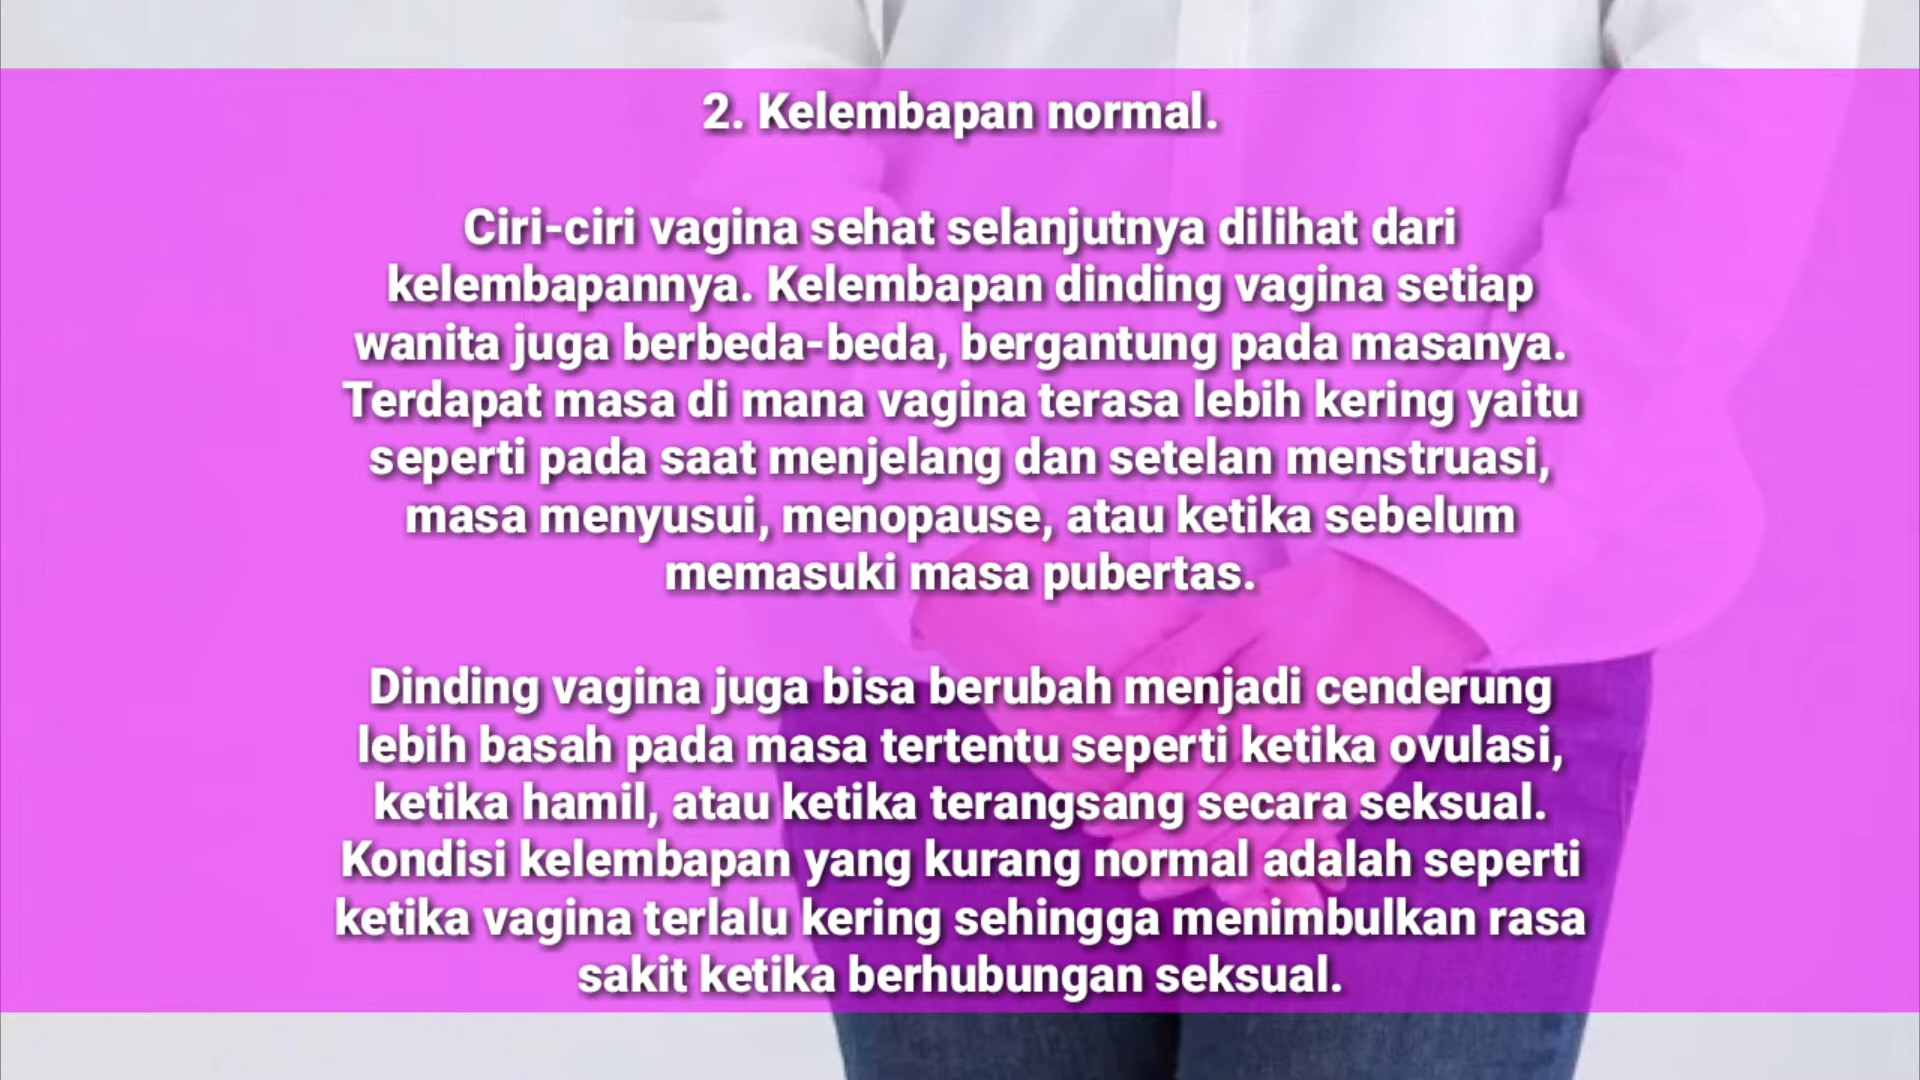 2. Kelembapan normal.
Ciri-ciri vagina sehat selanjutnya dilihat dari
kelembapannya. Kelembapan dinding vagina setiap
wanita juga berbeda-beda, bergantung pada masanya.
Terdapat masa di mana vagina terasa lebih kering yaitu
seperti pada saat menjelang dan setelan menstruasi,
masa menyusui, menopause, atau ketika sebelum
memasuki masa pubertas.
Dinding vagina juga bisa berubah menjadi cenderung
lebih basah pada masa tertentu seperti ketika ovulasi,
ketika hamil, atau ketika terangsang secara seksual.
Kondisi kelembapan yang kurang normal adalah seperti
ketika vagina terlalu kering sehingga menimbulkan rasa
sakit ketika berhubungan seksual.